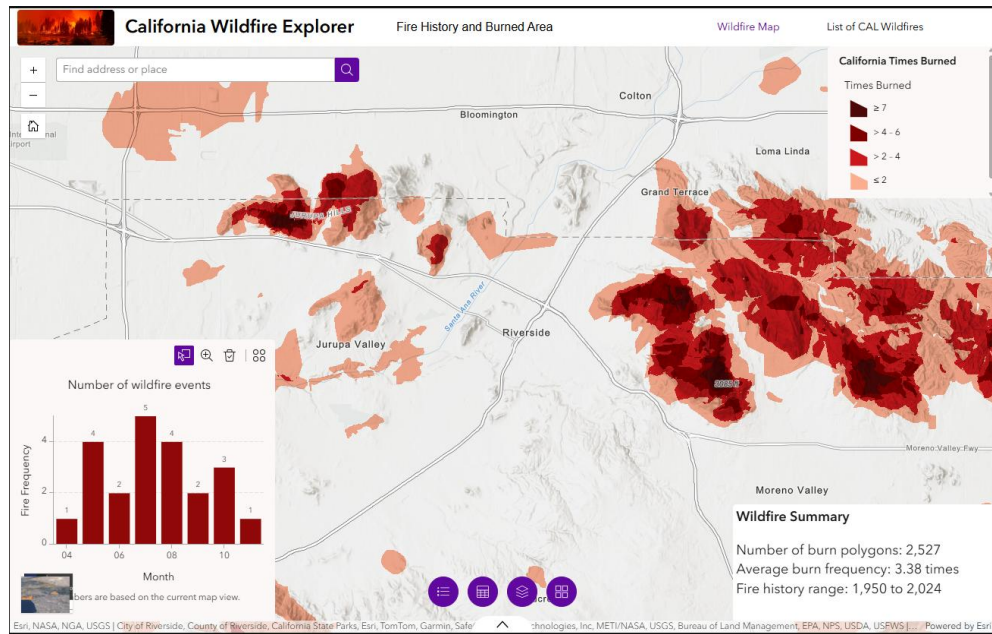 California Wildfire Explorer
Fire History and Burned Area
Wildfire Map
List of CAL Wildfires
+
Find address or place
−
California Times Burned
Times Burned
≥ 7
> 4 - 6
> 2 - 4
≤ 2
Colton
Bloomington
Loma Linda
Grand Terrace
JURUPA HILLS
Santa Ana River
Riverside
Jurupa Valley
Moreno Valley Fwy
Moreno Valley
Number of wildfire events
Fire Frequency
4
2
0
1
4
2
5
4
2
3
1
04
06
08
10
Month
are based on the current map view.
Wildfire Summary
Number of burn polygons: 2,527
Average burn frequency: 3.38 times
Fire history range: 1,950 to 2,024
Esri, NASA, NGA, USGS | City of Riverside, County of Riverside, California State Parks, Esri, TomTom, Garmin, Inc, METI/NASA, USGS, Bureau of Land Management, EPA, NPS, USDA, USFWS |... Powered by Esri